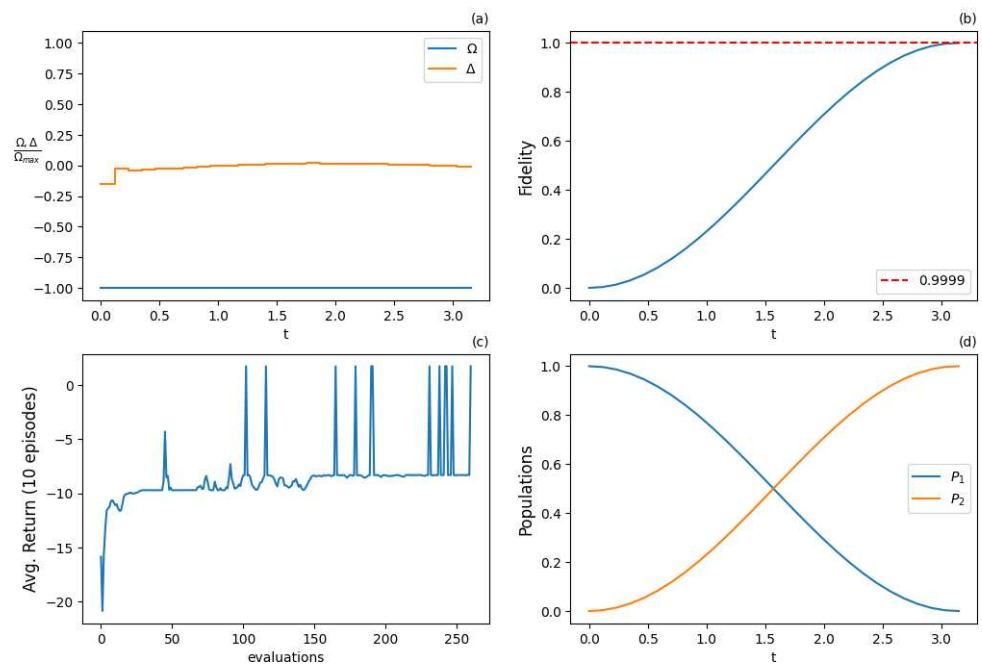 (a)
1.00
0.75
0.50
0.25
0.00
−0.25
−0.50
−0.75
−1.00
Ω, Δ
Ω_max
Ω
Δ
0.0 0.5 1.0 1.5 2.0 2.5 3.0
t
(b)
1.0
0.8
0.6
0.4
0.2
0.0
Fidelity
0.9999
0.0 0.5 1.0 1.5 2.0 2.5 3.0
t
(c)
0
−5
−10
−15
−20
Avg. Return (10 episodes)
0 50 100 150 200 250
evaluations
(d)
1.0
0.8
0.6
0.4
0.2
0.0
Populations
P₁
P₂
0.0 0.5 1.0 1.5 2.0 2.5 3.0
t